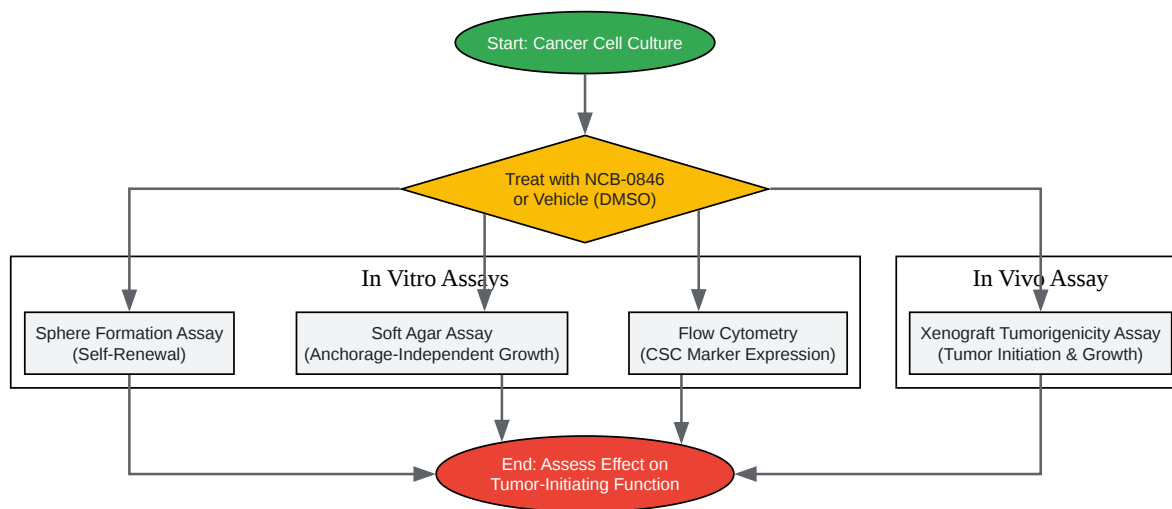 Start: Cancer Cell Culture
Treat with NCB-0846
or Vehicle (DMSO)
In Vitro Assays
In Vivo Assay
Sphere Formation Assay
(Self-Renewal)
Soft Agar Assay
(Anchorage-Independent Growth)
Flow Cytometry
(CSC Marker Expression)
Xenograft Tumorigenicity Assay
(Tumor Initiation & Growth)
End: Assess Effect on
Tumor-Initiating Function